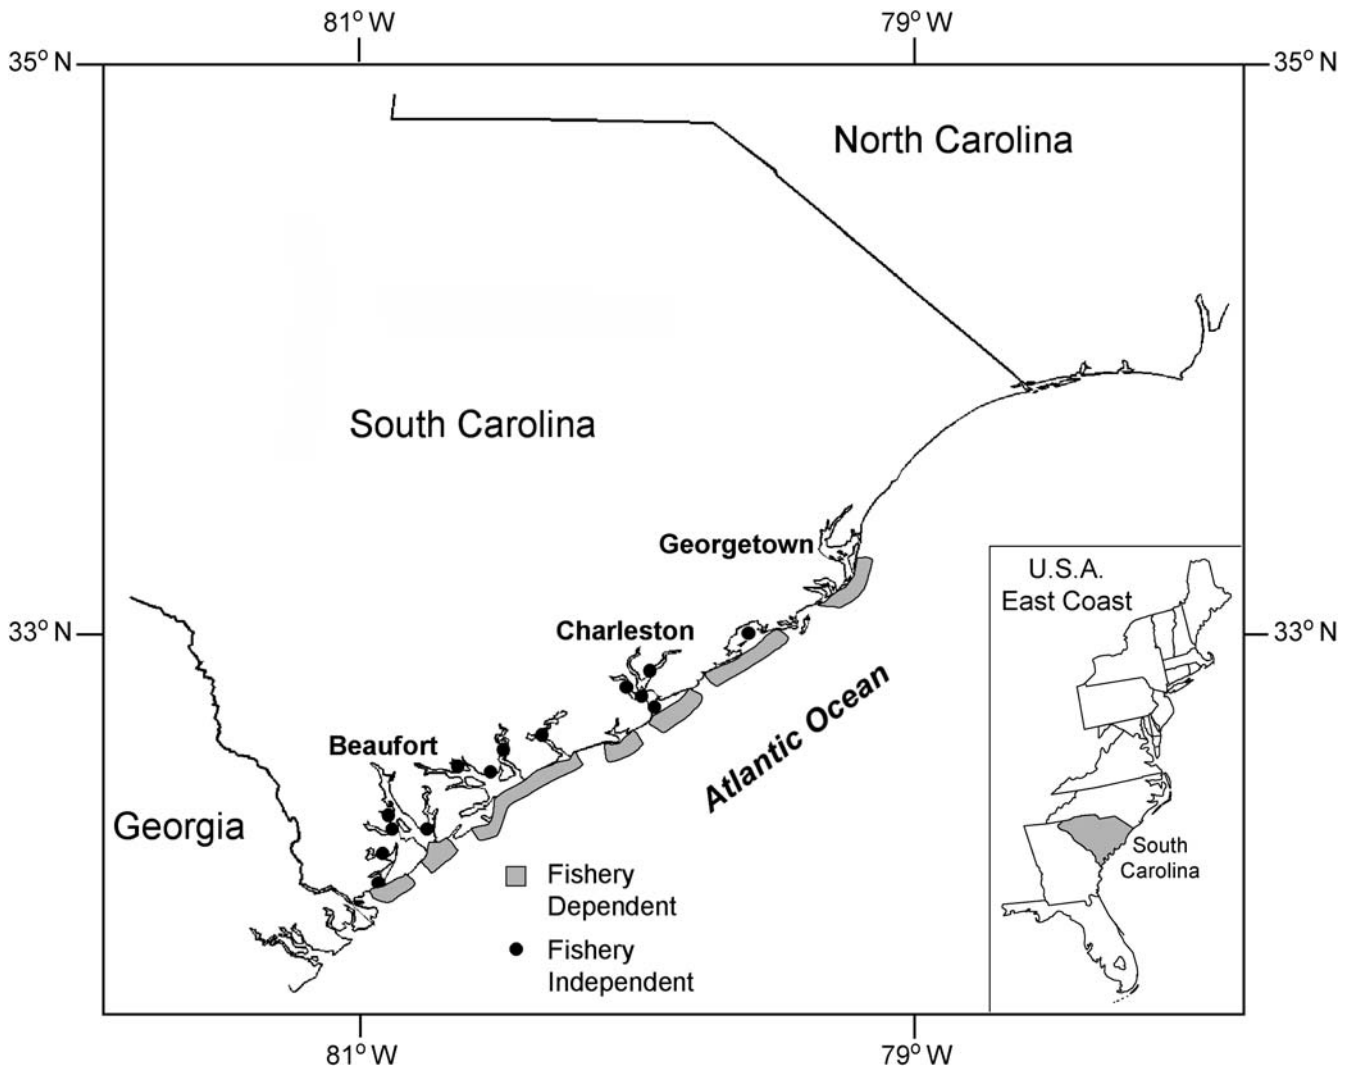 81° W
79° W
35° N
35° N
North Carolina
South Carolina
Georgetown
U.S.A.
East Coast
33° N
Charleston
33° N
Atlantic Ocean
Beaufort
Georgia
South
Carolina
Fishery
Dependent
Fishery
Independent
81° W
79° W